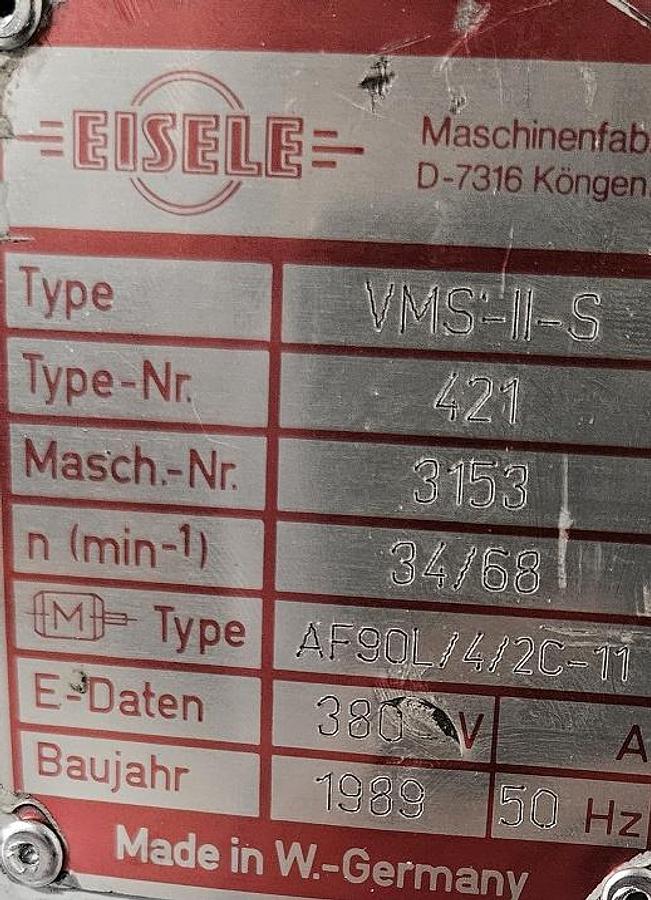 EISELE
Maschinenfab
D-7316 Köngen
Type VMS-II-S
Type-Nr. 421
Masch.-Nr. 3153
n (min-1) 34/68
M Type AF90L/4/2C-11
E-Daten 380 V A
Baujahr 1989 50 Hz
Made in W.-Germany